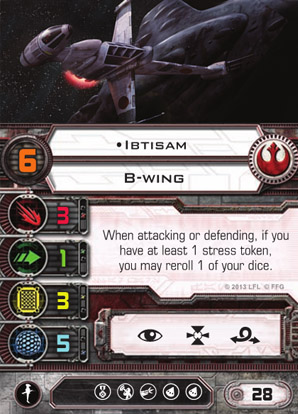 •Ibtisam
6
B-wing
3
When attacking or defending, if you
1
have at least 1 stress token,
you may reroll 1 of your dice.
3
© 2013 LFL © FFG
5
28